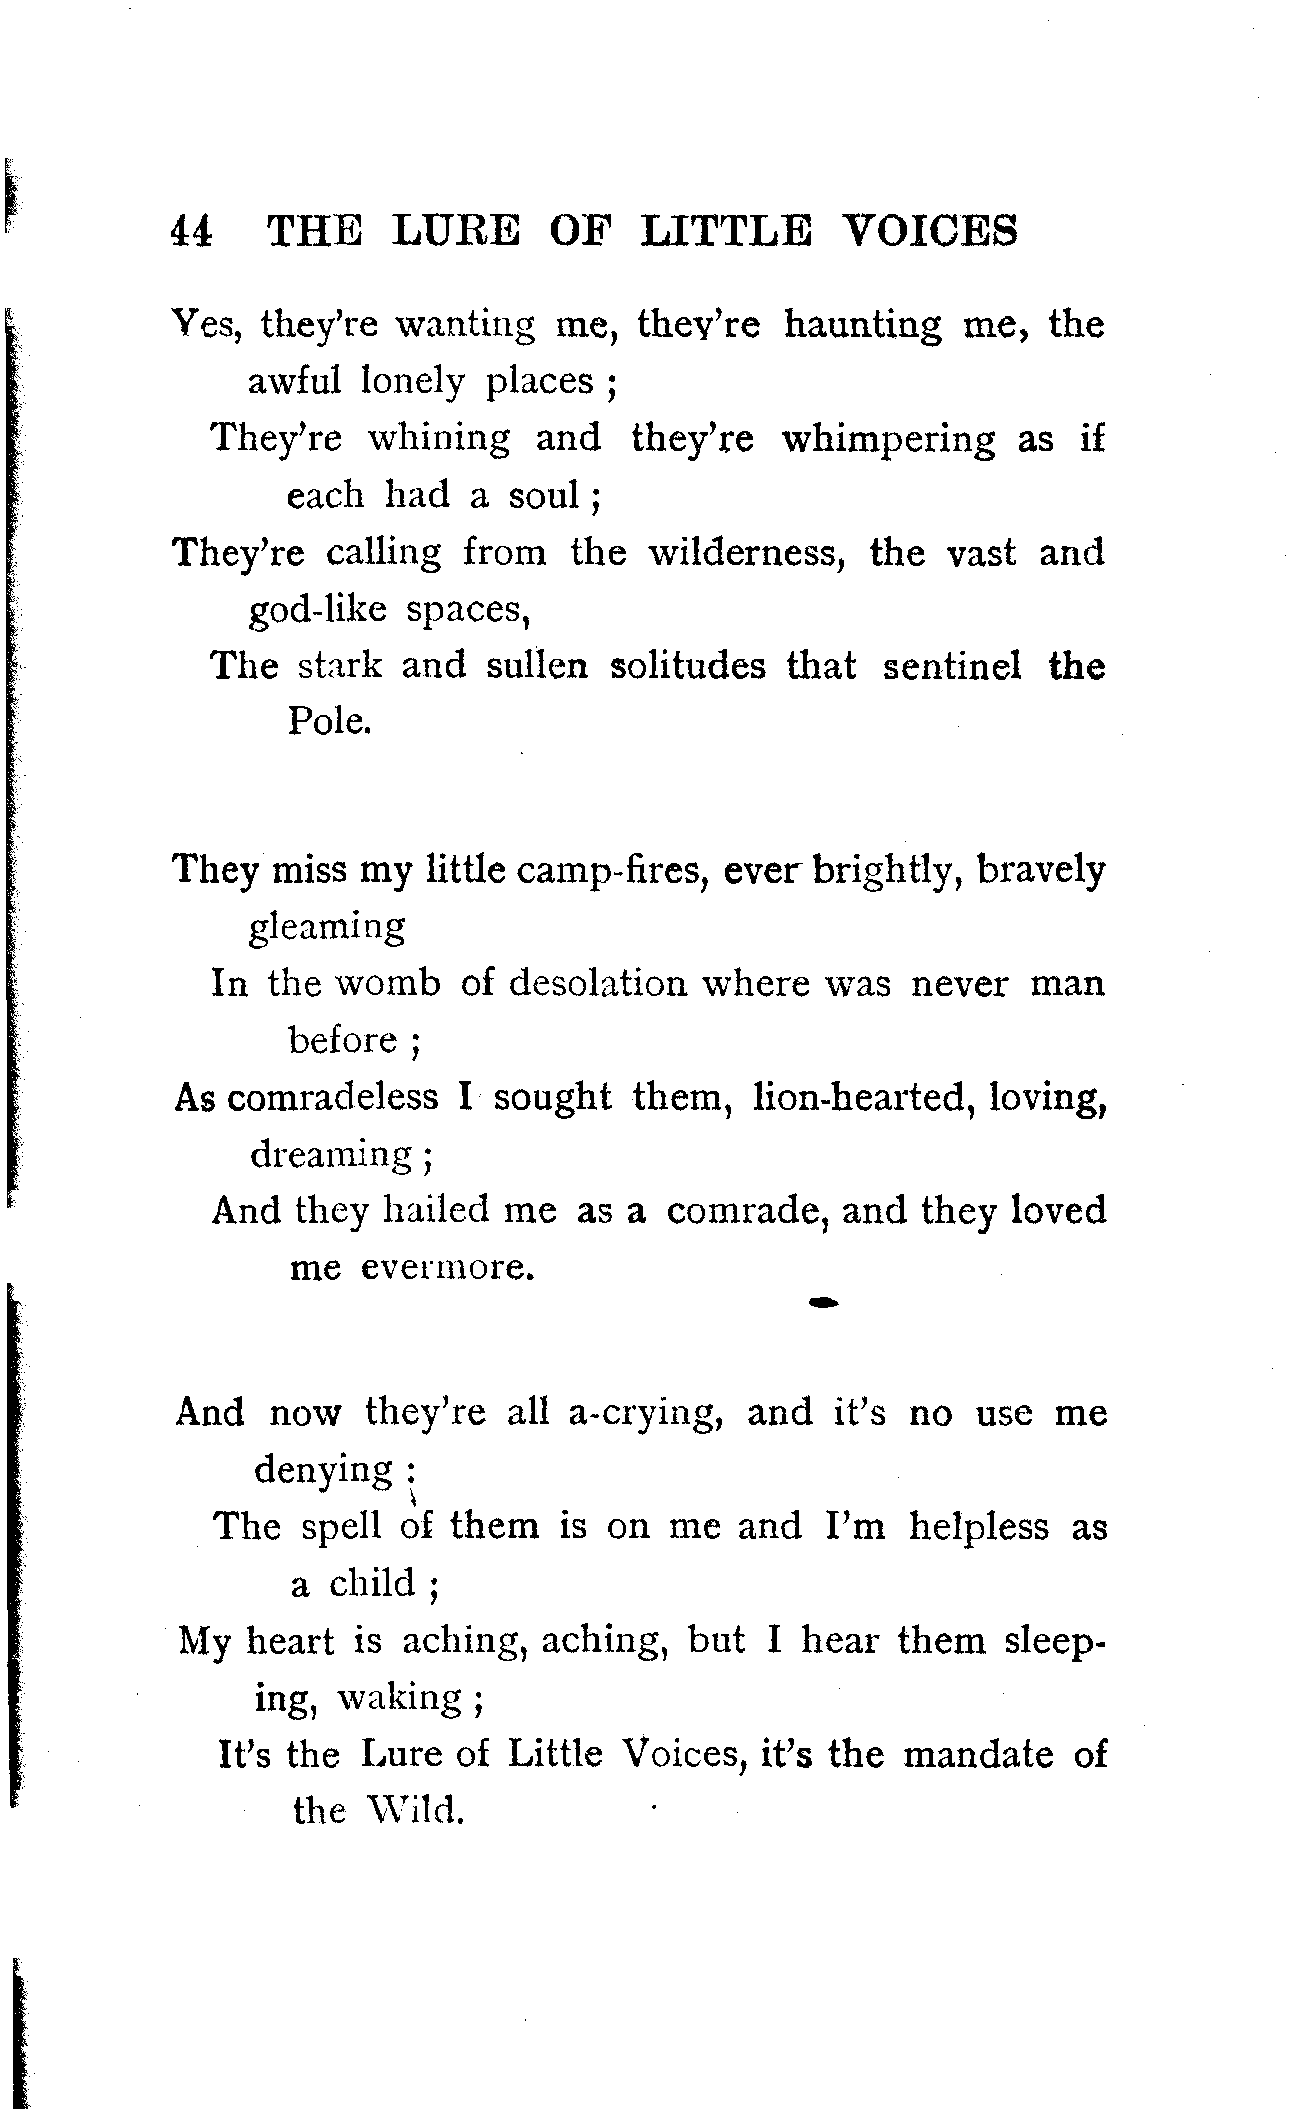 44 THE LURE OF LITTLE VOICES
Yes, they're wanting me, they're haunting me, the
awful lonely places ;
They're whining and they're whimpering as if
each had a soul ;
They're calling from the wilderness, the vast and
god-like spaces,
The stark and sullen solitudes that sentinel the
Pole.
They miss my little camp-fires, ever brightly, bravely
gleaming
In the womb of desolation where was never man
before ;
As comradeless I sought them, lion-hearted, loving,
dreaming ;
And they hailed me as a comrade, and they loved
me evermore.
And now they're all a-crying, and it's no use me
denying :
The spell of them is on me and I'm helpless as
a child ;
My heart is aching, aching, but I hear them sleep-
ing, waking ;
It's the Lure of Little Voices, it's the mandate of
the Wild.